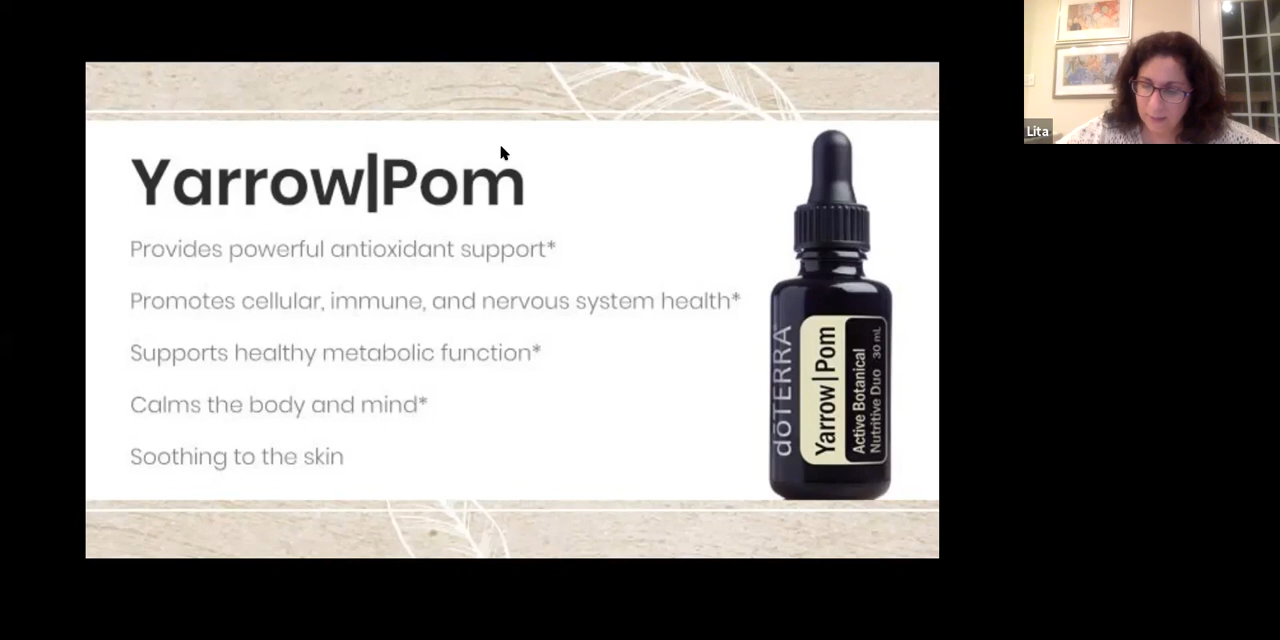 Yarrow|Pom
Provides powerful antioxidant support*
Promotes cellular, immune, and nervous system health*
Supports healthy metabolic function*
Calms the body and mind*
Soothing to the skin
dōTERRA
Yarrow|Pom
Active Botanical
Nutritive Duo 30 mL
Lita